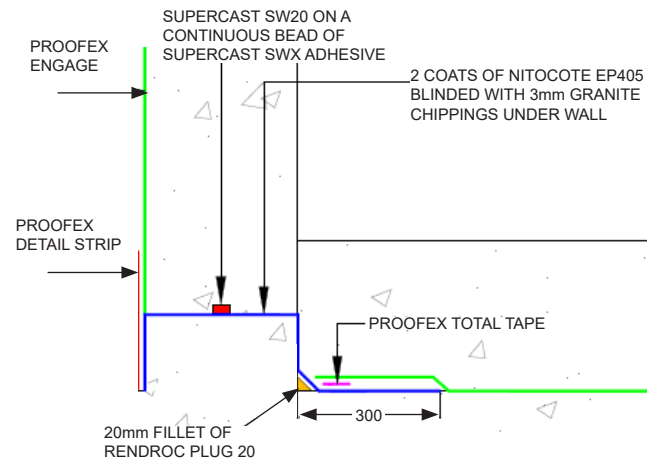 SUPERCAST SW20 ON A
CONTINUOUS BEAD OF
SUPERCAST SWX ADHESIVE
PROOFEX
ENGAGE
2 COATS OF NITOCOTE EP405
BLINDED WITH 3mm GRANITE
CHIPPINGS UNDER WALL
PROOFEX
DETAIL STRIP
PROOFEX TOTAL TAPE
300
20mm FILLET OF
RENDROC PLUG 20